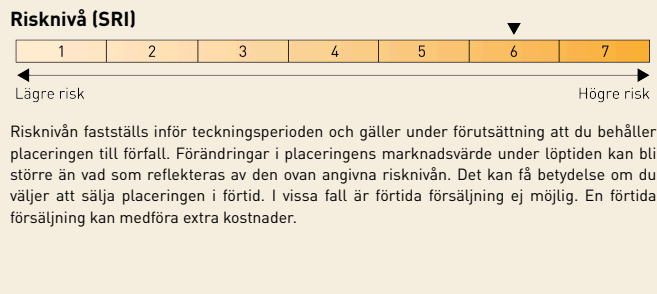 Risknivå (SRI)
1 2 3 4 5 6 7
Lägre risk Högre risk
Risknivån fastställs inför teckningsperioden och gäller under förutsättning att du behåller
placeringen till förfall. Förändringar i placeringens marknadsvärde under löptiden kan bli
större än vad som reflekteras av den ovan angivna risknivån. Det kan få betydelse om du
väljer att sälja placeringen i förtid. I vissa fall är förtida försäljning ej möjlig. En förtida
försäljning kan medföra extra kostnader.